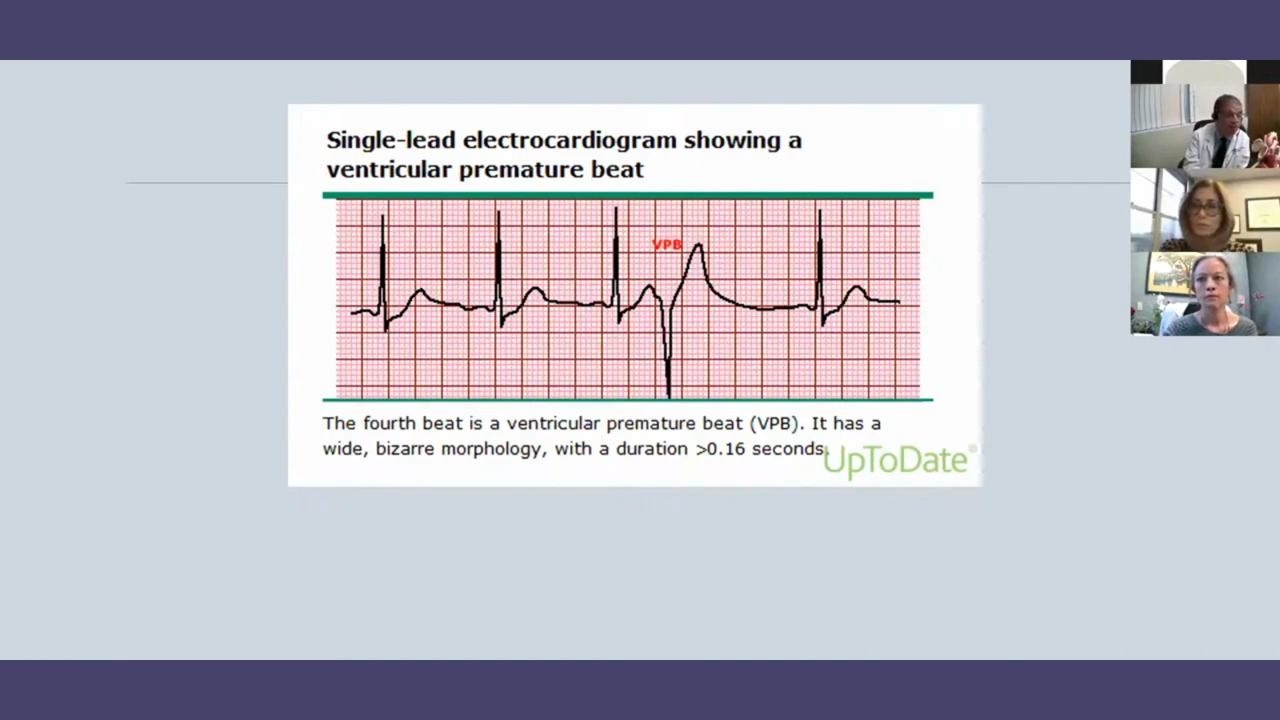 Single-lead electrocardiogram showing a
ventricular premature beat
VPB
The fourth beat is a ventricular premature beat (VPB). It has a
wide, bizarre morphology, with a duration >0.16 seconds.
UpToDate®